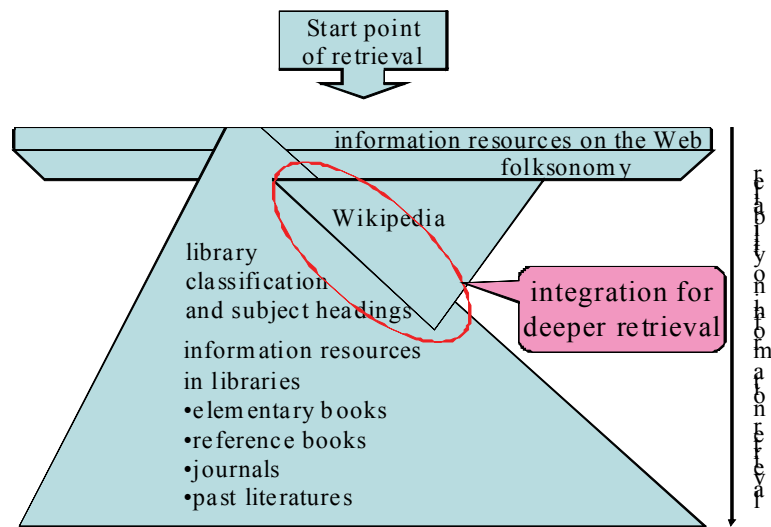 Start point
of retrieval
information resources on the Web
folksonomy
Wikipedia
library
classification
and subject headings
integration for
deeper retrieval
information resources
in libraries
•elementary books
•reference books
•journals
•past literatures